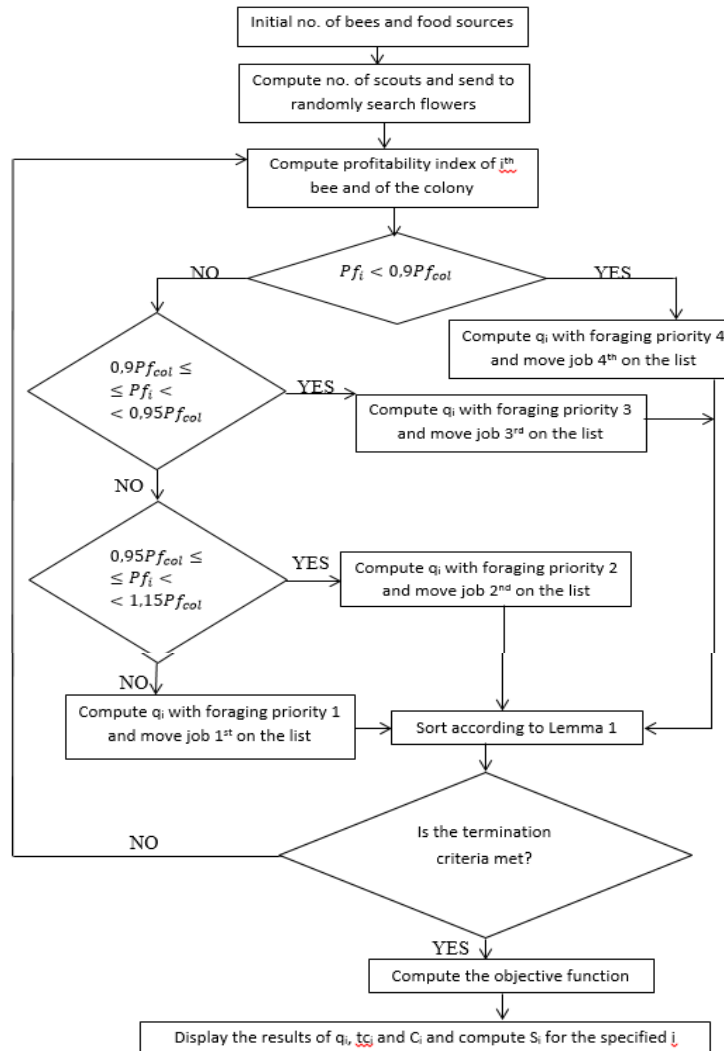 Initial no. of bees and food sources
Compute no. of scouts and send to
randomly search flowers
Compute profitability index of iᵗʰ
bee and of the colony
NO
Pfᵢ < 0.9Pf_col
YES
Compute qᵢ with foraging priority 4
and move job 4ᵗʰ on the list
0,9Pf_col ≤
≤ Pfᵢ <
< 0,95Pf_col
YES
Compute qᵢ with foraging priority 3
and move job 3ʳᵈ on the list
NO
0,95Pf_col ≤
≤ Pfᵢ <
< 1,15Pf_col
YES
Compute qᵢ with foraging priority 2
and move job 2ⁿᵈ on the list
NO
Compute qᵢ with foraging priority 1
and move job 1ˢᵗ on the list
Sort according to Lemma 1
Is the termination
criteria met?
NO
YES
Compute the objective function
Display the results of qᵢ, tcᵢ and Cᵢ and compute Sᵢ for the specified i